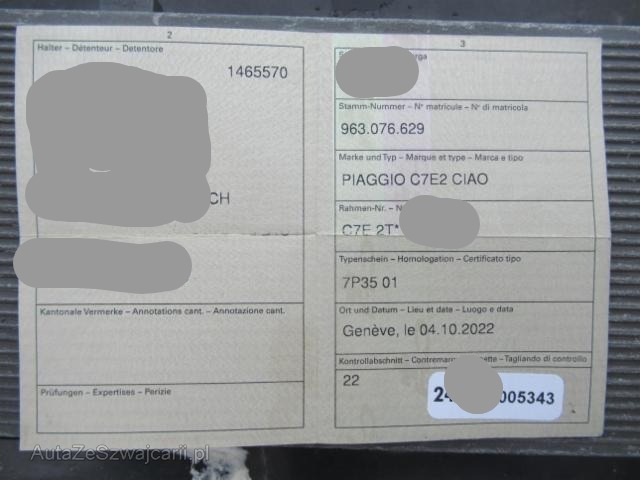 2
Halter – Détenteur – Detentore
1465570
CH
Kantonale Vermerke – Annotations cant. – Annotazione cant.
Prüfungen – Expertises – Perizie
3
Stamm-Nummer – N° matricule – N° di matricola
963.076.629
Marke und Typ – Marque et type – Marca e tipo
PIAGGIO C7E2 CIAO
Rahmen-Nr. –
C7E 2T*
Typenschein – Homologation – Certificato tipo
7P35 01
Ort und Datum – Lieu et date – Luogo e data
Genève, le 04.10.2022
Kontrollabschnitt – – Tagliando di controllo
22
24 005343
AutaZeSzwajcarii.pl